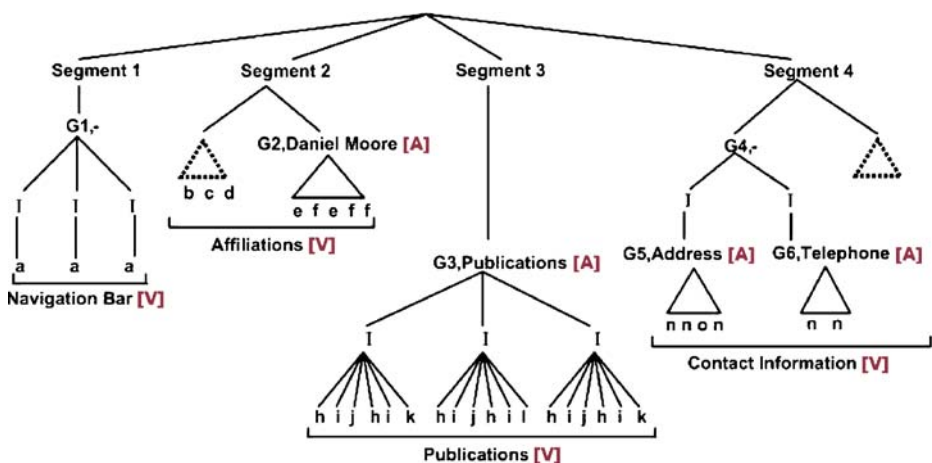 Segment 1 Segment 2 Segment 3 Segment 4
G1,-
G2,Daniel Moore [A]
G4,-
b c d
e f e f f
I I I
I I
Affiliations [V]
G3,Publications [A]
G5,Address [A] G6,Telephone [A]
a a a
Navigation Bar [V]
n n o n
n n
I I I
Contact Information [V]
h i j h i k h i j h i l h i j h i k
Publications [V]